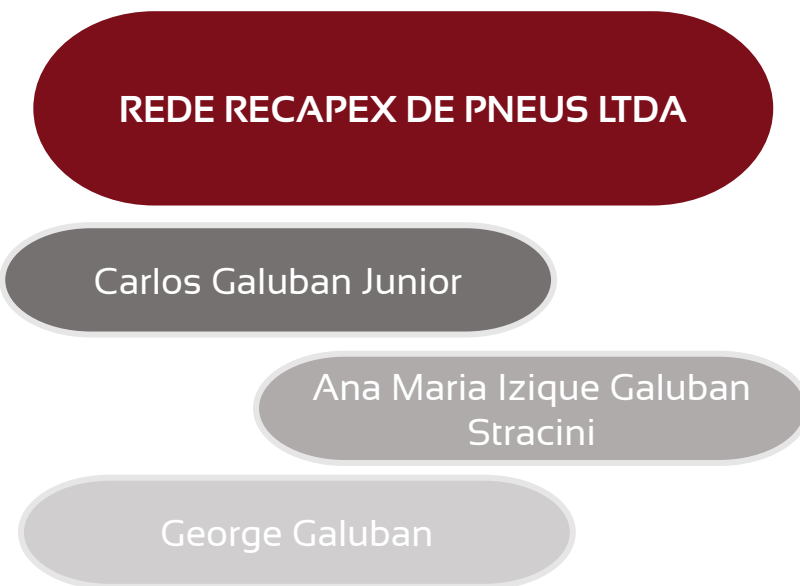 REDE RECAPEX DE PNEUS LTDA
Carlos Galuban Junior
Ana Maria Izique Galuban
Stracini
George Galuban